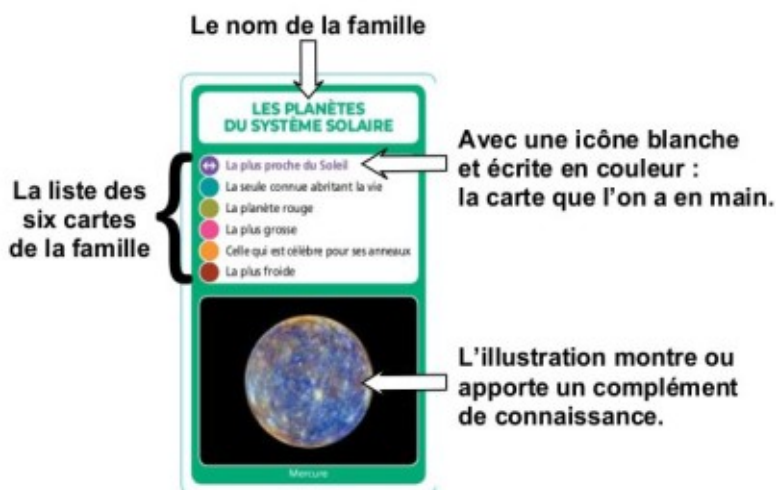 Le nom de la famille
LES PLANÈTES
DU SYSTÈME SOLAIRE
La liste des
six cartes
de la famille
La plus proche du Soleil
La seule connue abritant la vie
La planète rouge
La plus grosse
Celle qui est célèbre pour ses anneaux
La plus froide
Avec une icône blanche
et écrite en couleur :
la carte que l'on a en main.
L'illustration montre ou
apporte un complément
de connaissance.
Mercure